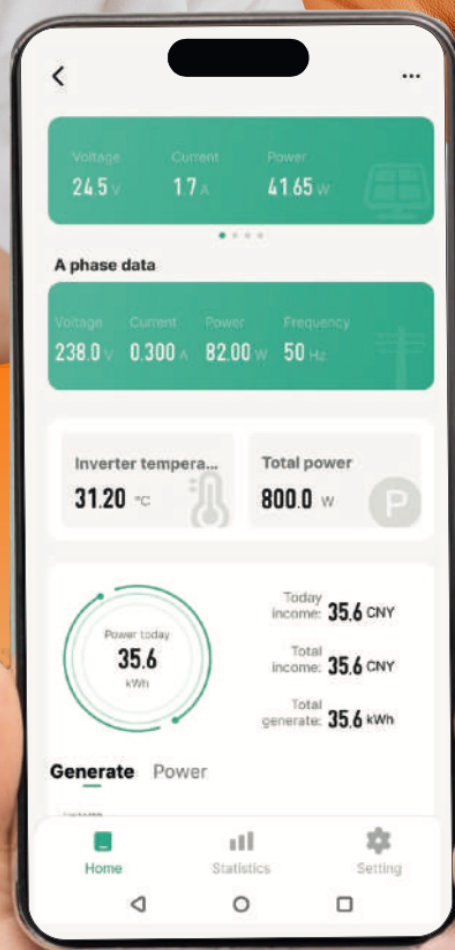 Voltage Current Power
24.5 V 1.7 A 41.65 W
A phase data
Voltage Current Power Frequency
238.0 V 0.300 A 82.00 W 50 Hz
Inverter tempera... Total power
31.20 °C 800.0 W
P
Power today
35.6
kWh
Today
income: 35.6 CNY
Total
income: 35.6 CNY
Total
generate: 35.6 kWh
Generate Power
Home Statistics Setting